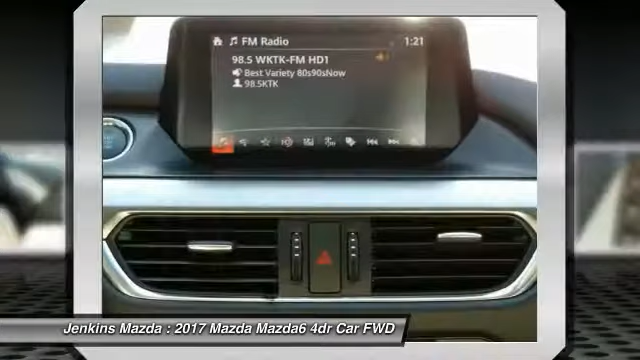 FM Radio 1:21
98.5 WKTK-FM HD1
Best Variety 80s90sNow
98.5KTK
Jenkins Mazda : 2017 Mazda Mazda6 4dr Car FWD